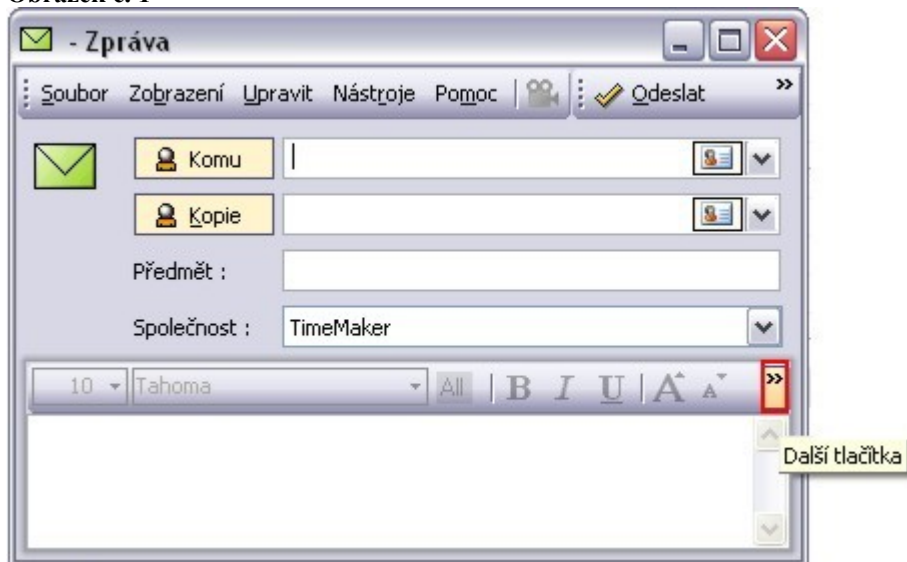 Obrázek č. 1
- Zpráva
Soubor Zobrazení Upravit Nástroje Pomoc Odeslat »
Komu
Kopie
Předmět :
Společnost : TimeMaker
10 Tahoma All B I U A A »
Další tlačítka